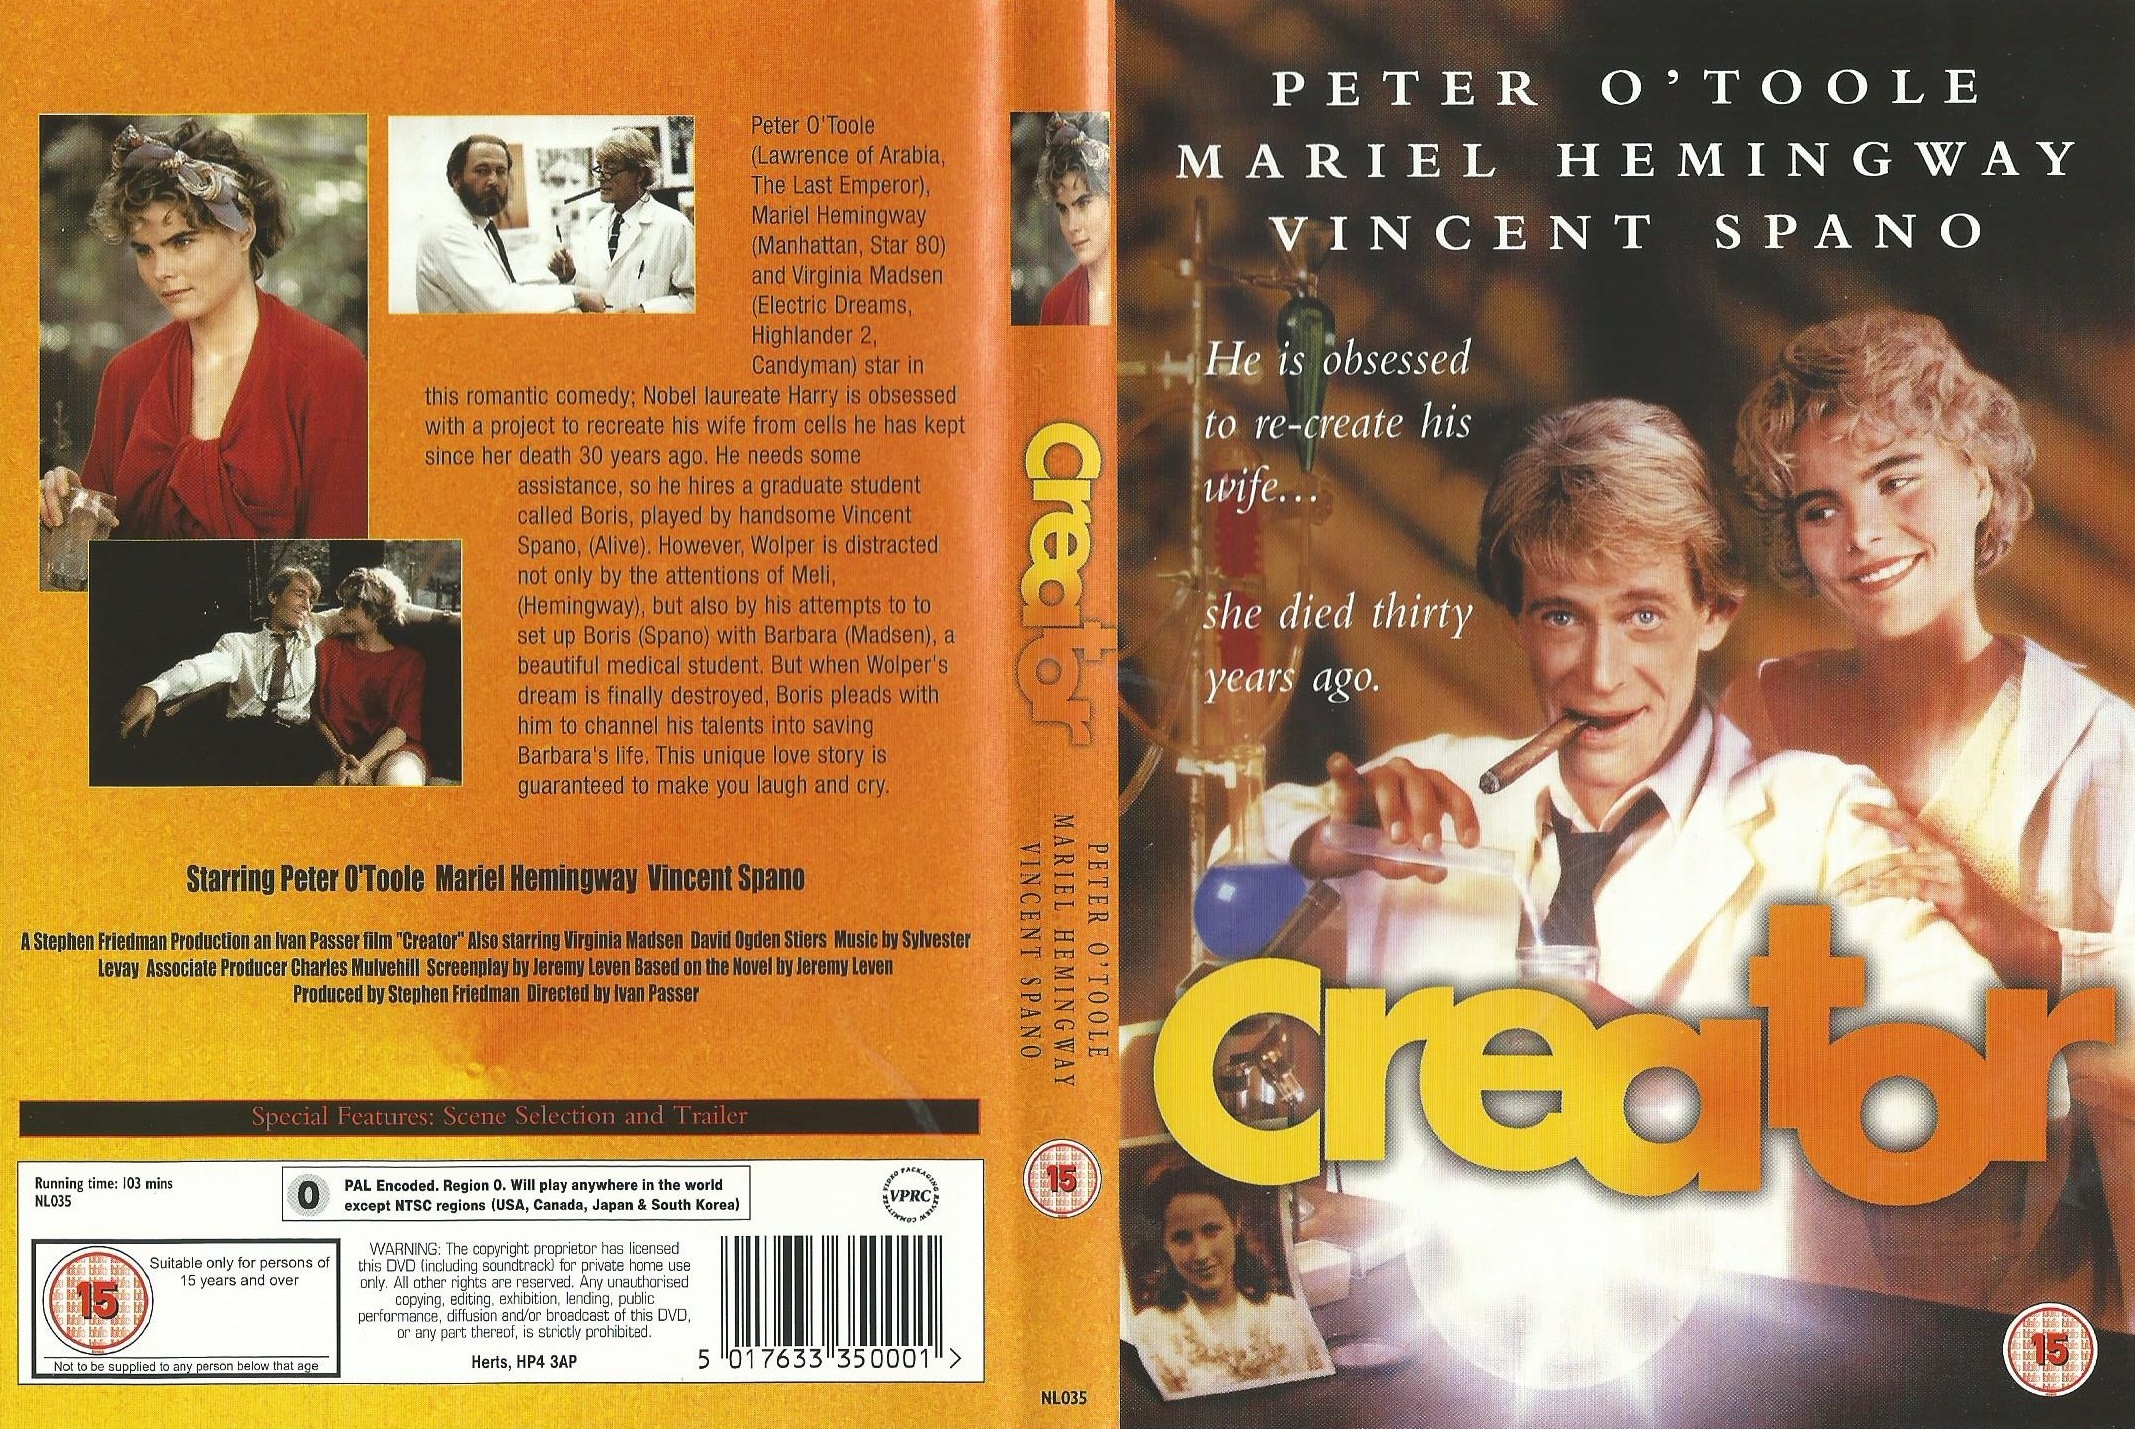 Peter O'Toole
(Lawrence of Arabia,
The Last Emperor),
Mariel Hemingway
(Manhattan, Star 80)
and Virginia Madsen
(Electric Dreams,
Highlander 2,
Candyman) star in
this romantic comedy; Nobel laureate Harry is obsessed
with a project to recreate his wife from cells he has kept
since her death 30 years ago. He needs some
assistance, so he hires a graduate student
called Boris, played by handsome Vincent
Spano, (Alive). However, Wolper is distracted
not only by the attentions of Meli,
(Hemingway), but also by his attempts to to
set up Boris (Spano) with Barbara (Madsen), a
beautiful medical student. But when Wolper's
dream is finally destroyed, Boris pleads with
him to channel his talents into saving
Barbara's life. This unique love story is
guaranteed to make you laugh and cry.
Starring Peter O'Toole Mariel Hemingway Vincent Spano
A Stephen Friedman Production an Ivan Passer film "Creator" Also starring Virginia Madsen David Ogden Stiers Music by Sylvester
Levay Associate Producer Charles Mulvehill Screenplay by Jeremy Leven Based on the Novel by Jeremy Leven
Produced by Stephen Friedman Directed by Ivan Passer
Special Features: Scene Selection and Trailer
Running time: 103 mins
NL035
0
PAL Encoded. Region 0. Will play anywhere in the world
except NTSC regions (USA, Canada, Japan & South Korea)
VIDEO PACKAGING REVIEW COMMITTEE
VPRC
15
Suitable only for persons of
15 years and over
Not to be supplied to any person below that age
WARNING: The copyright proprietor has licensed
this DVD (including soundtrack) for private home use
only. All other rights are reserved. Any unauthorised
copying, editing, exhibition, lending, public
performance, diffusion and/or broadcast of this DVD,
or any part thereof, is strictly prohibited.
Herts, HP4 3AP
5 017633 350001 >
Creator
PETER O'TOOLE
MARIEL HEMINGWAY
VINCENT SPANO
15
NL035
PETER O'TOOLE
MARIEL HEMINGWAY
VINCENT SPANO
He is obsessed
to re-create his
wife...
she died thirty
years ago.
Creator
15